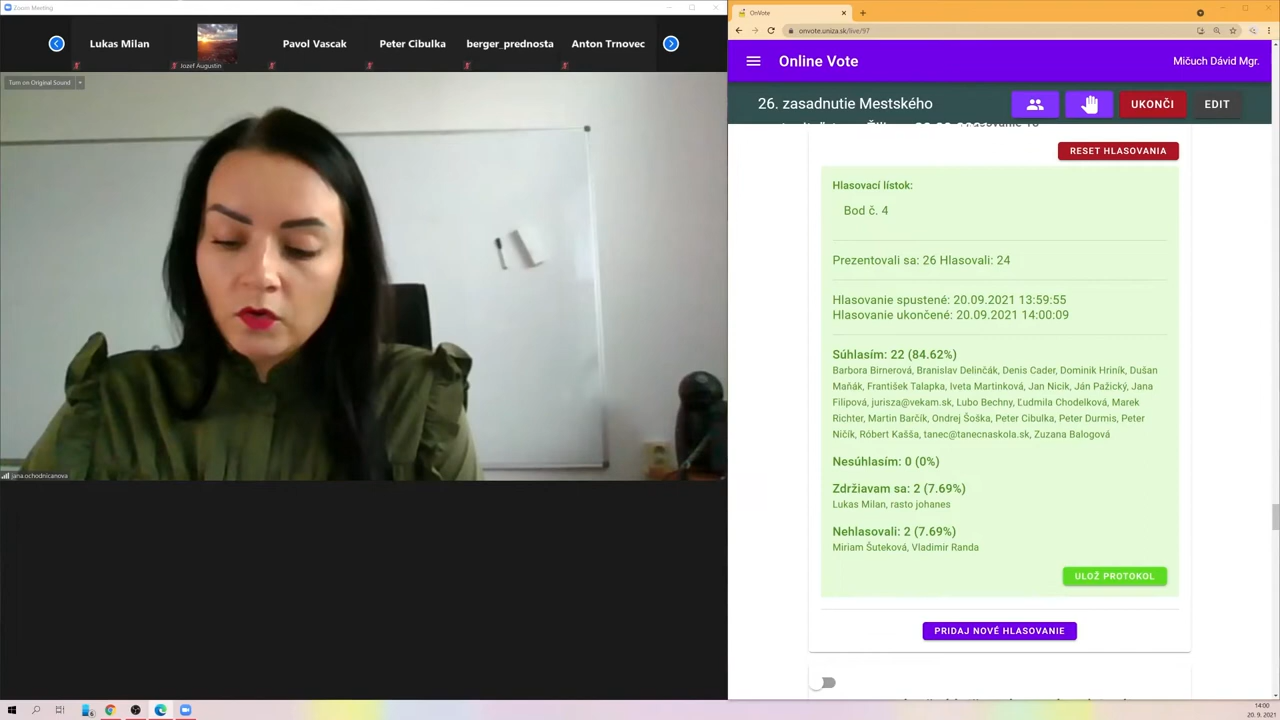 Zoom Meeting
Lukas Milan
Jozef Augustin
Pavol Vascak
Peter Cibulka
berger_prednosta
Anton Trnovec
Turn on Original Sound
jana.ochodnicanova
OnVote
onvote.uniza.sk/live/97
Online Vote
Mičuch Dávid Mgr.
26. zasadnutie Mestského
UKONČI
EDIT
RESET HLASOVANIA
Hlasovací lístok:
Bod č. 4
Prezentovali sa: 26 Hlasovali: 24
Hlasovanie spustené: 20.09.2021 13:59:55
Hlasovanie ukončené: 20.09.2021 14:00:09
Súhlasím: 22 (84.62%)
Barbora Birnerová, Branislav Delinčák, Denis Cader, Dominik Hriník, Dušan
Maňák, František Talapka, Iveta Martinková, Jan Nicik, Ján Pažický, Jana
Filipová, jurisza@vekam.sk, Lubo Bechny, Ľudmila Chodelková, Marek
Richter, Martin Barčík, Ondrej Šoška, Peter Cibulka, Peter Durmis, Peter
Ničík, Róbert Kašša, tanec@tanecnaskola.sk, Zuzana Balogová
Nesúhlasím: 0 (0%)
Zdržiavam sa: 2 (7.69%)
Lukas Milan, rasto johanes
Nehlasovali: 2 (7.69%)
Miriam Šuteková, Vladimir Randa
ULOŽ PROTOKOL
PRIDAJ NOVÉ HLASOVANIE
14:00
20. 9. 2021